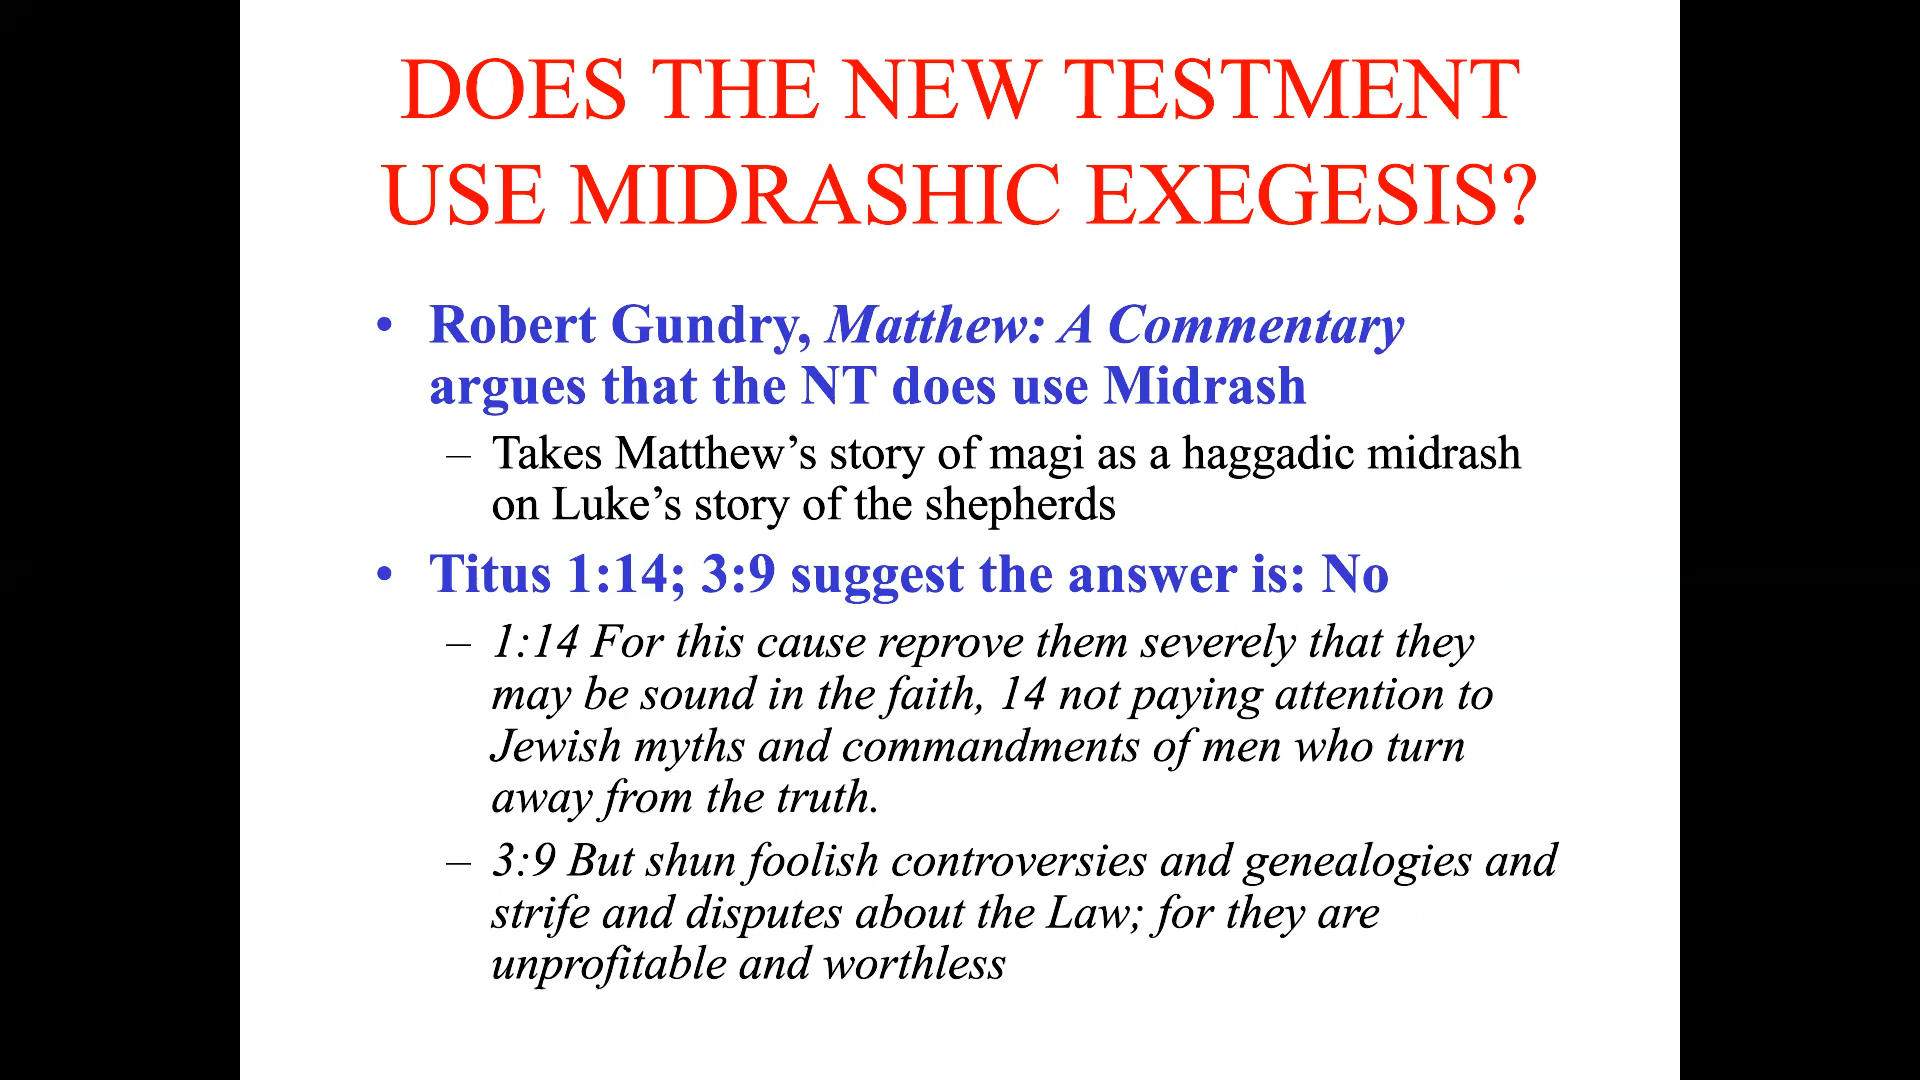 DOES THE NEW TESTMENT
USE MIDRASHIC EXEGESIS?
• Robert Gundry, Matthew: A Commentary
argues that the NT does use Midrash
– Takes Matthew’s story of magi as a haggadic midrash
on Luke’s story of the shepherds
• Titus 1:14; 3:9 suggest the answer is: No
– 1:14 For this cause reprove them severely that they
may be sound in the faith, 14 not paying attention to
Jewish myths and commandments of men who turn
away from the truth.
– 3:9 But shun foolish controversies and genealogies and
strife and disputes about the Law; for they are
unprofitable and worthless